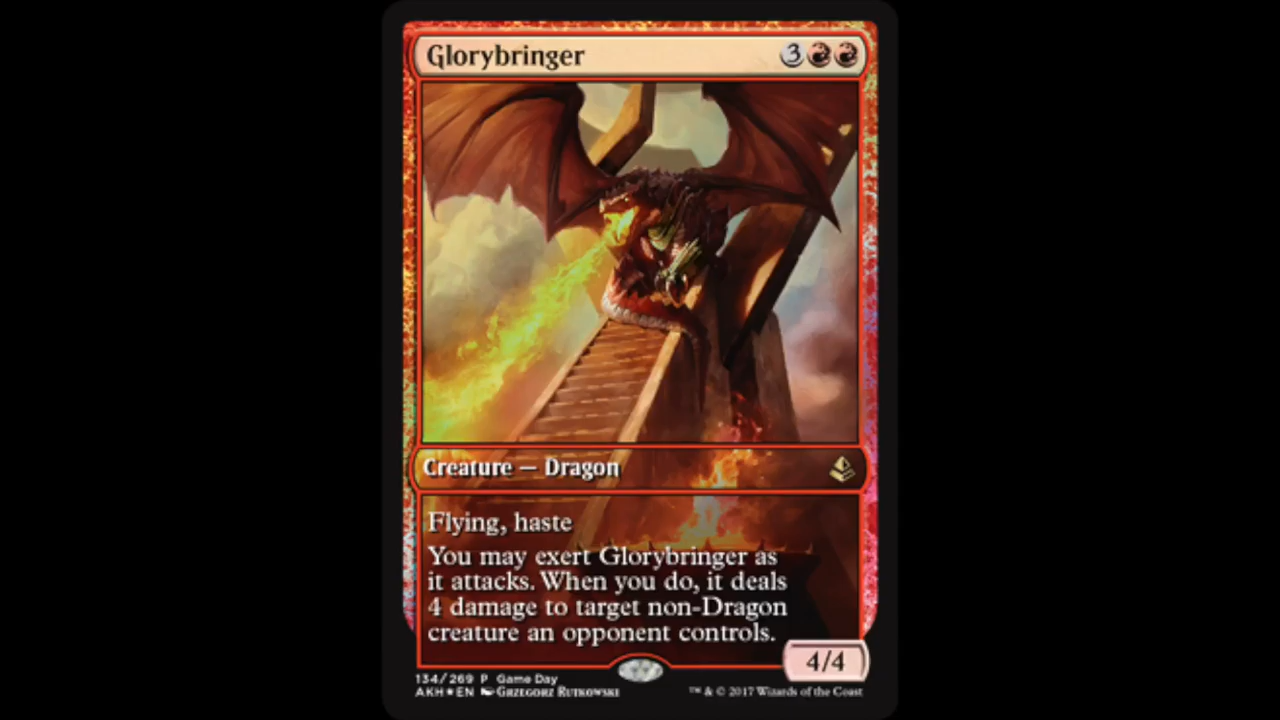 Glorybringer 3
Creature — Dragon
Flying, haste
You may exert Glorybringer as
it attacks. When you do, it deals
4 damage to target non-Dragon
creature an opponent controls.
4/4
134/269 P Game Day
AKH★EN Grzegorz Rutkowski
™ & © 2017 Wizards of the Coast